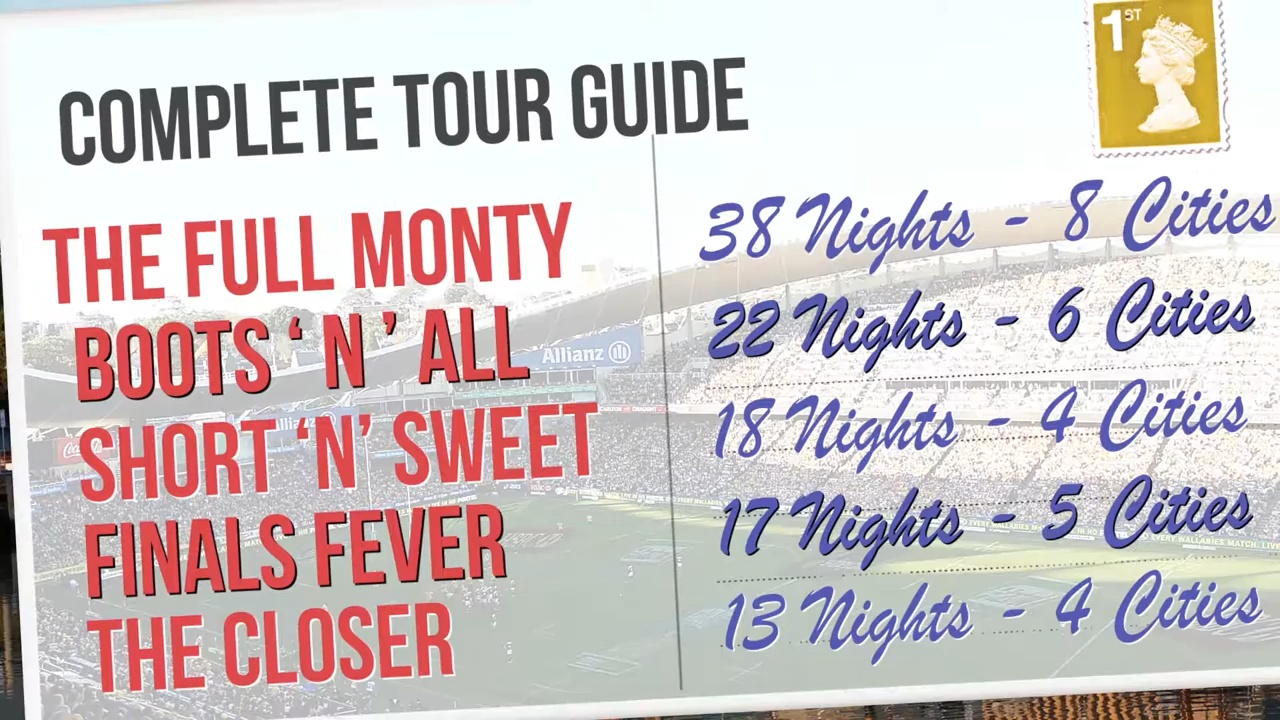 1ST
COMPLETE TOUR GUIDE
THE FULL MONTY 38 Nights - 8 Cities
BOOTS ‘ N ’ ALL 22 Nights - 6 Cities
Allianz
SHORT ‘N’ SWEET 18 Nights - 4 Cities
FINALS FEVER 17 Nights - 5 Cities
THE CLOSER 13 Nights - 4 Cities